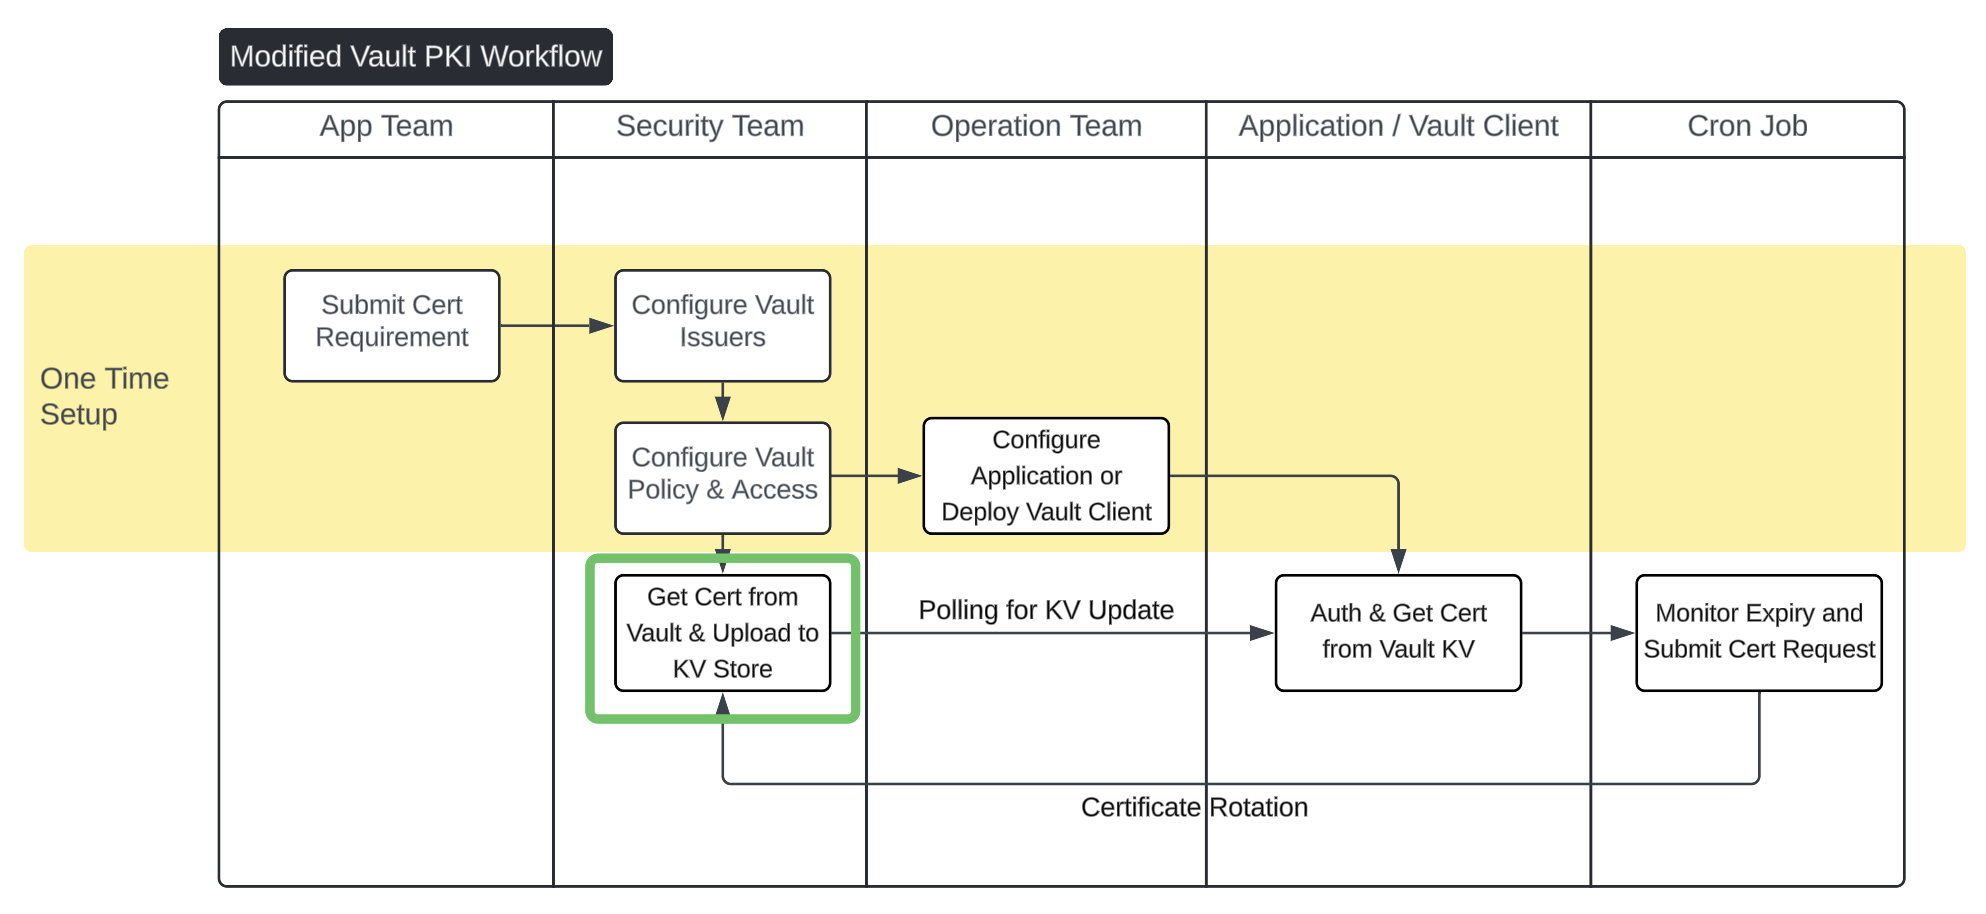 Modified Vault PKI Workflow
App Team
Security Team
Operation Team
Application / Vault Client
Cron Job
One Time
Setup
Submit Cert
Requirement
Configure Vault
Issuers
Configure Vault
Policy & Access
Configure
Application or
Deploy Vault Client
Get Cert from
Vault & Upload to
KV Store
Polling for KV Update
Auth & Get Cert
from Vault KV
Monitor Expiry and
Submit Cert Request
Certificate Rotation